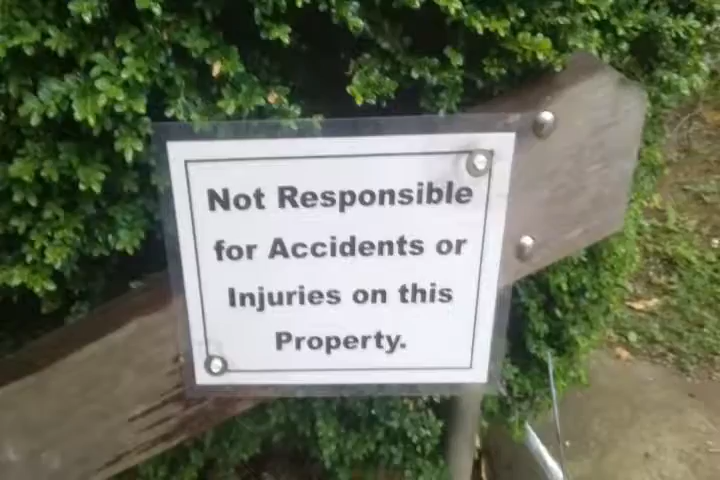 Not Responsible
for Accidents or
Injuries on this
Property.